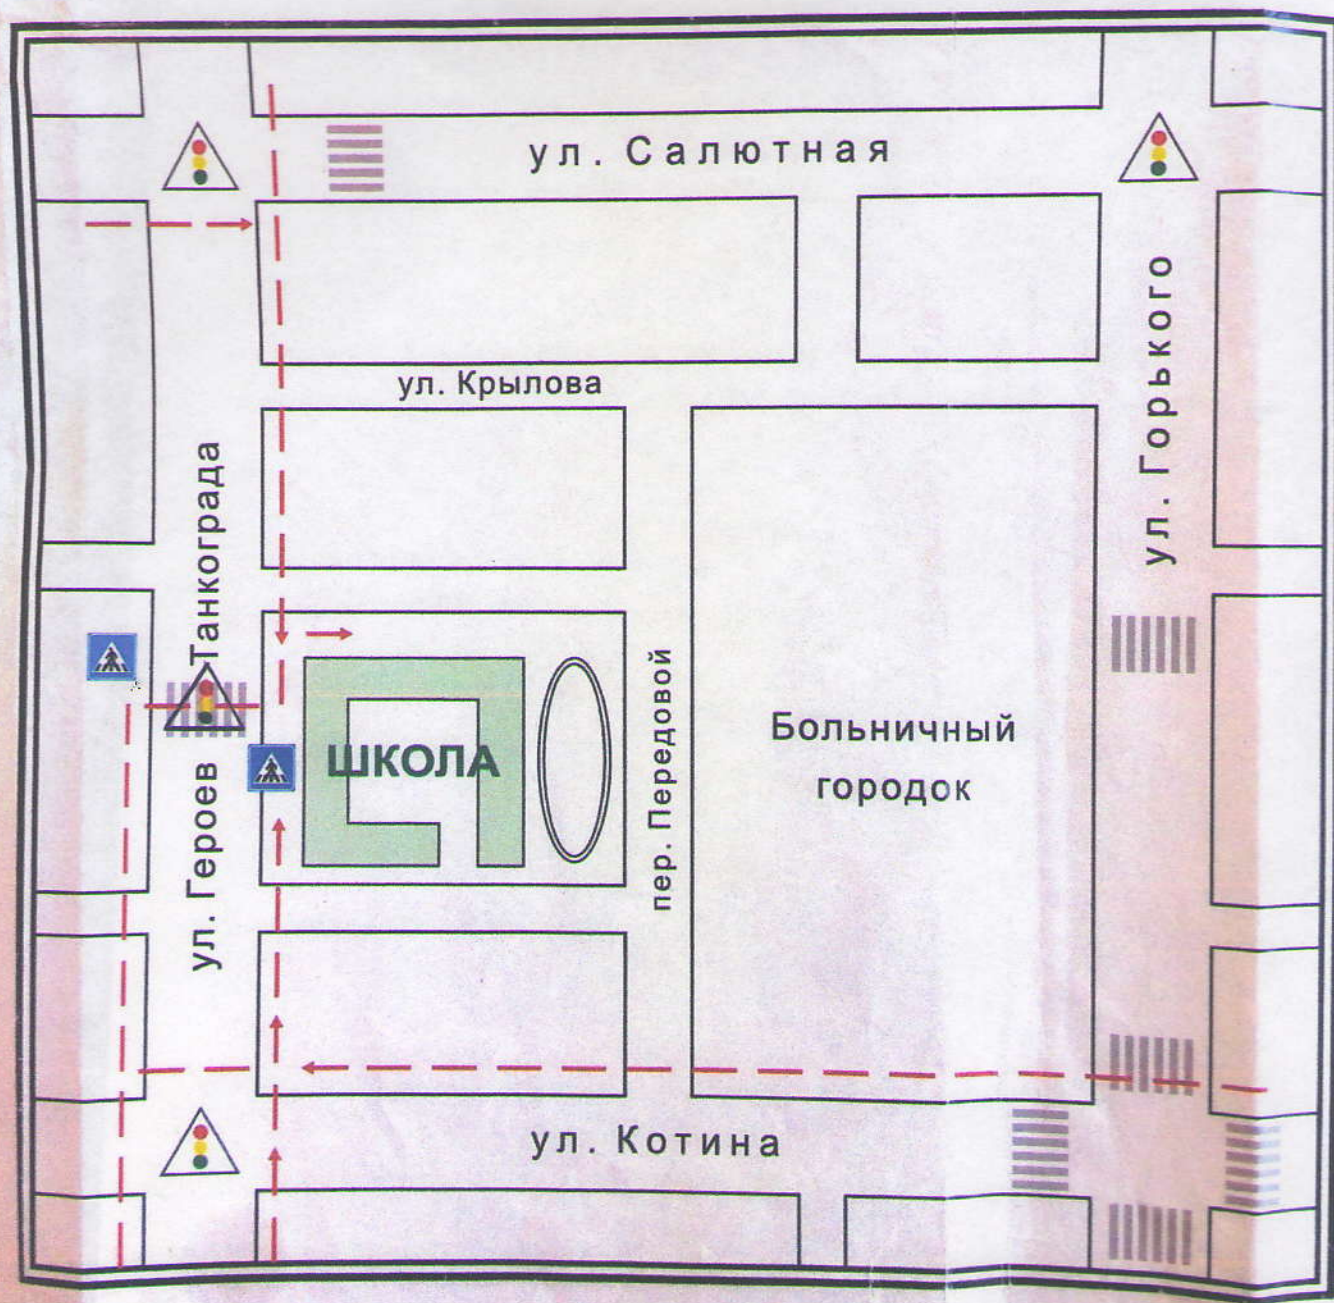 ул. Салютная
ул. Крылова
ул. Горького
ул. Героев Танкограда
ШКОЛА
пер. Передовой
Больничный
городок
ул. Котина